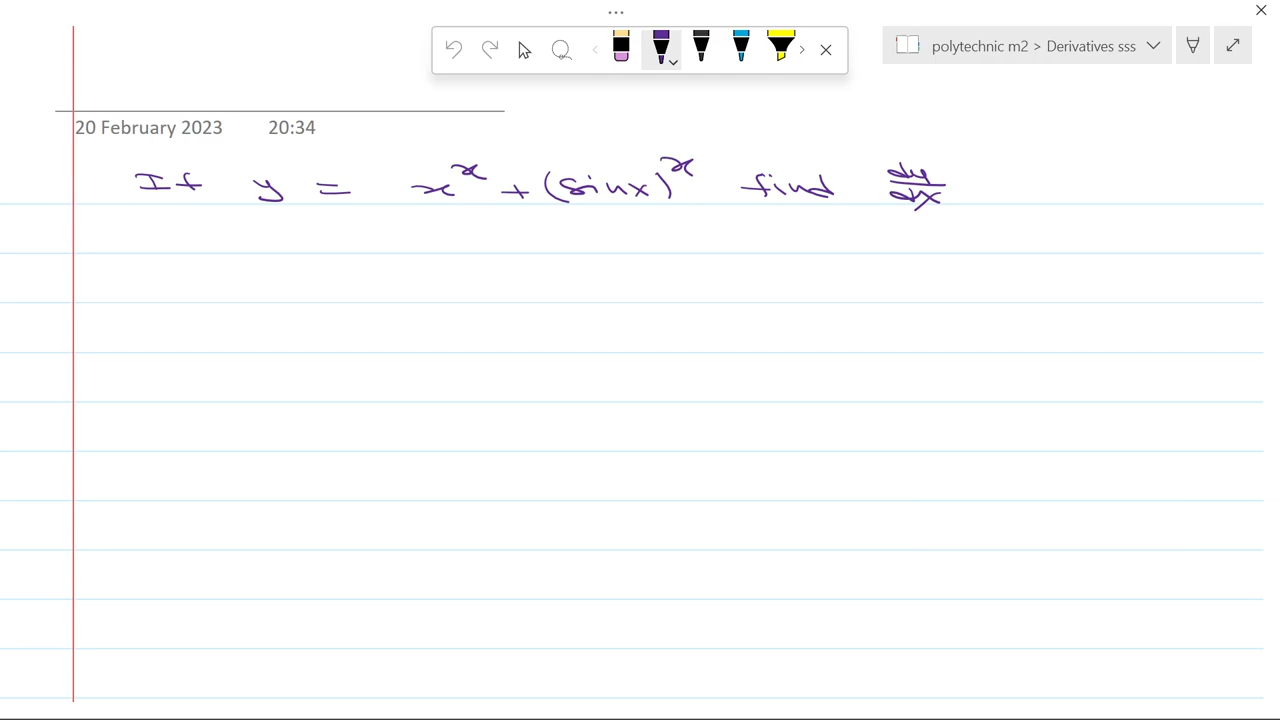 polytechnic m2 > Derivatives sss
20 February 2023 20:34
If y = x^x + (sinx)^x find dy/dx